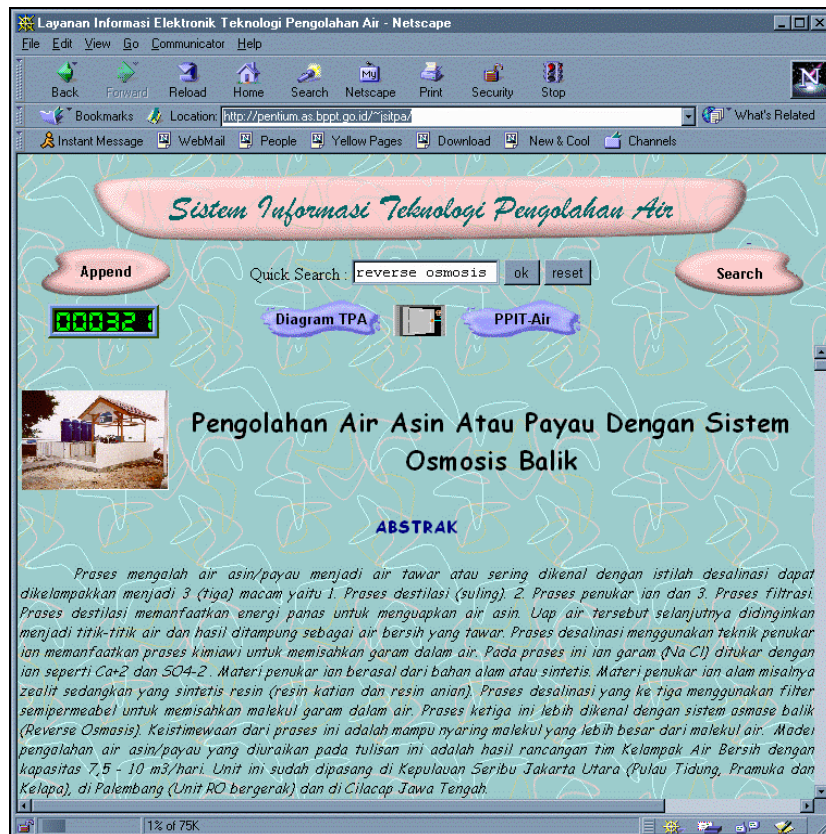 Layanan Informasi Elektronik Teknologi Pengolahan Air - Netscape
File Edit View Go Communicator Help
Back Forward Reload Home Search Netscape Print Security Stop
My
N
Bookmarks Location: http://pentium.as.bppt.go.id/~jsitpa/ What's Related
Instant Message WebMail People Yellow Pages Download New & Cool Channels
Sistem Informasi Teknologi Pengolahan Air
Append Quick Search : reverse osmosis ok reset Search
000321 Diagram TPA PPIT-Air
Pengolahan Air Asin Atau Payau Dengan Sistem
Osmosis Balik
ABSTRAK
Proses mengolah air asin/payau menjadi air tawar atau sering dikenal dengan istilah desalinasi dapat
dikelompokkan menjadi 3 (tiga) macam yaitu 1. Proses destilasi (suling). 2. Proses penukar ion dan 3. Proses filtrasi.
Proses destilasi memanfaatkan energi panas untuk menguapkan air asin. Uap air tersebut selanjutnya didinginkan
menjadi titik-titik air dan hasil ditampung sebagai air bersih yang tawar. Proses desalinasi menggunakan teknik penukar
ion memanfaatkan proses kimiawi untuk memisahkan garam dalam air. Pada proses ini ion garam (Na Cl) ditukar dengan
ion seperti Ca+2 dan SO4-2 . Materi penukar ion berasal dari bahan alam atau sintetis. Materi penukar ion alam misalnya
zeolit sedangkan yang sintetis resin (resin kation dan resin anion). Proses desalinasi yang ke tiga menggunakan filter
semipermeabel untuk memisahkan molekul garam dalam air. Proses ketiga ini lebih dikenal dengan sistem osmose balik
(Reverse Osmosis). Keistimewaan dari proses ini adalah mampu nyaring molekul yang lebih besar dari molekul air. Model
pengolahan air asin/payau yang diuraikan pada tulisan ini adalah hasil rancangan tim Kelompok Air Bersih dengan
kapasitas 7,5 - 10 m3/hari. Unit ini sudah dipasang di Kepulauan Seribu Jakarta Utara (Pulau Tidung, Pramuka dan
Kelapa), di Palembang (Unit RO bergerak) dan di Cilacap Jawa Tengah.
1% of 75K